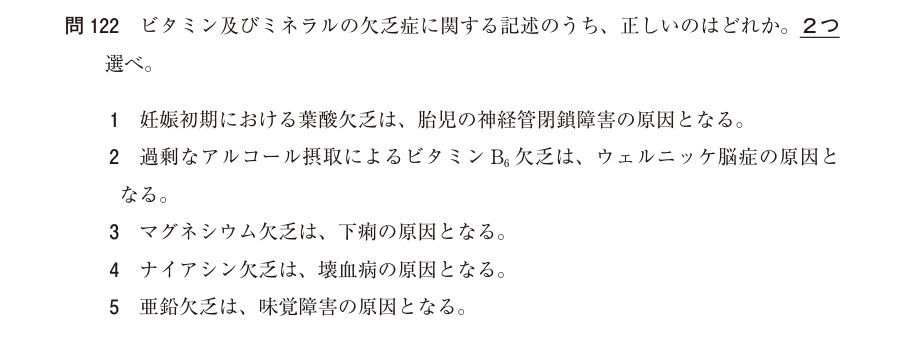 問 122　ビタミン及びミネラルの欠乏症に関する記述のうち、正しいのはどれか。２つ
選べ。
1　妊娠初期における葉酸欠乏は、胎児の神経管閉鎖障害の原因となる。
2　過剰なアルコール摂取によるビタミン B₆ 欠乏は、ウェルニッケ脳症の原因と
なる。
3　マグネシウム欠乏は、下痢の原因となる。
4　ナイアシン欠乏は、壊血病の原因となる。
5　亜鉛欠乏は、味覚障害の原因となる。